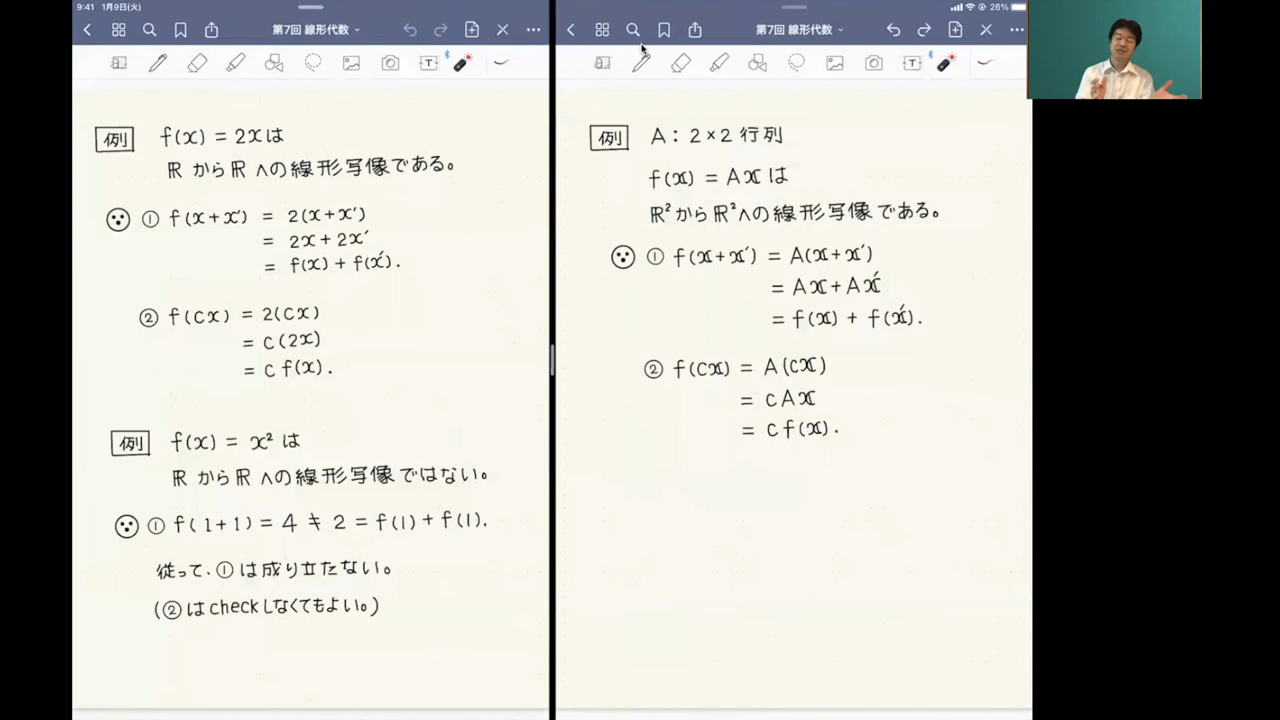 9:41 1月9日(火)
26%
第7回 線形代数
第7回 線形代数
例 f(x) = 2x は
ℝ から ℝ への線形写像である。
① f(x+x′) = 2(x+x′)
= 2x+2x′
= f(x) + f(x′).
② f(cx) = 2(cx)
= c(2x)
= c f(x).
例 f(x) = x² は
ℝ から ℝ への線形写像ではない。
① f(1+1) = 4 ≠ 2 = f(1) + f(1).
従って、①は成り立たない。
(②は check しなくてもよい。)
例 A : 2×2 行列
f(𝕩) = A𝕩 は
ℝ² から ℝ² への線形写像である。
① f(𝕩+𝕩′) = A(𝕩+𝕩′)
= A𝕩 + A𝕩′
= f(𝕩) + f(𝕩′).
② f(c𝕩) = A(c𝕩)
= cA𝕩
= c f(𝕩).